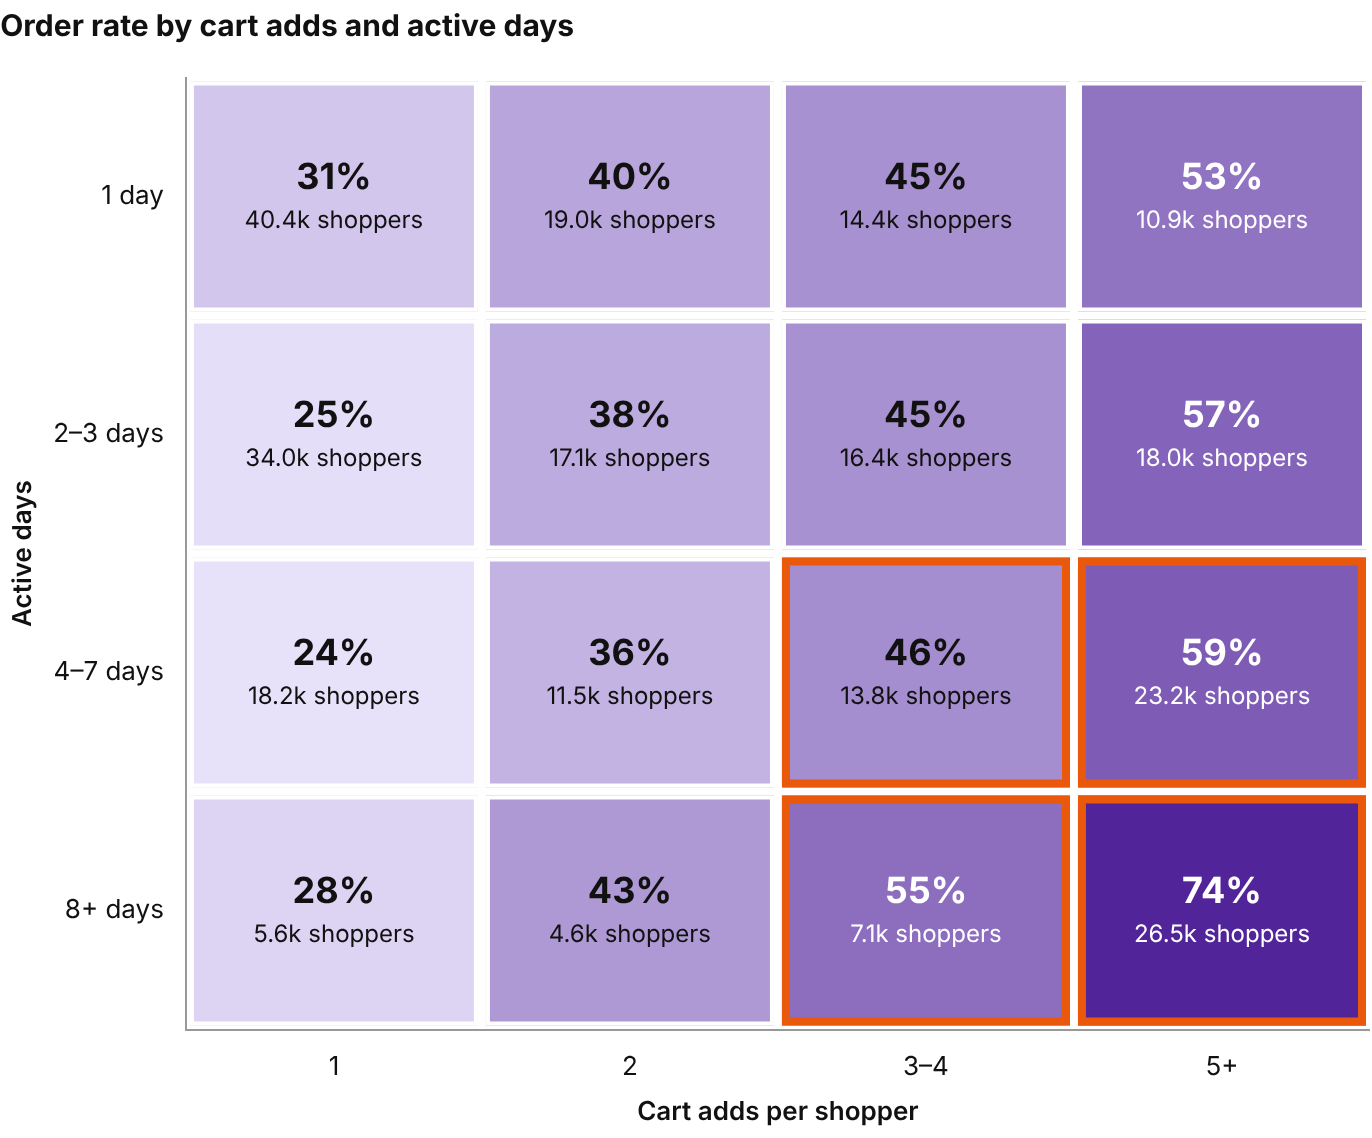 Order rate by cart adds and active days
Active days
1 day
31%
40.4k shoppers
40%
19.0k shoppers
45%
14.4k shoppers
53%
10.9k shoppers
2–3 days
25%
34.0k shoppers
38%
17.1k shoppers
45%
16.4k shoppers
57%
18.0k shoppers
4–7 days
24%
18.2k shoppers
36%
11.5k shoppers
46%
13.8k shoppers
59%
23.2k shoppers
8+ days
28%
5.6k shoppers
43%
4.6k shoppers
55%
7.1k shoppers
74%
26.5k shoppers
1
2
3–4
5+
Cart adds per shopper